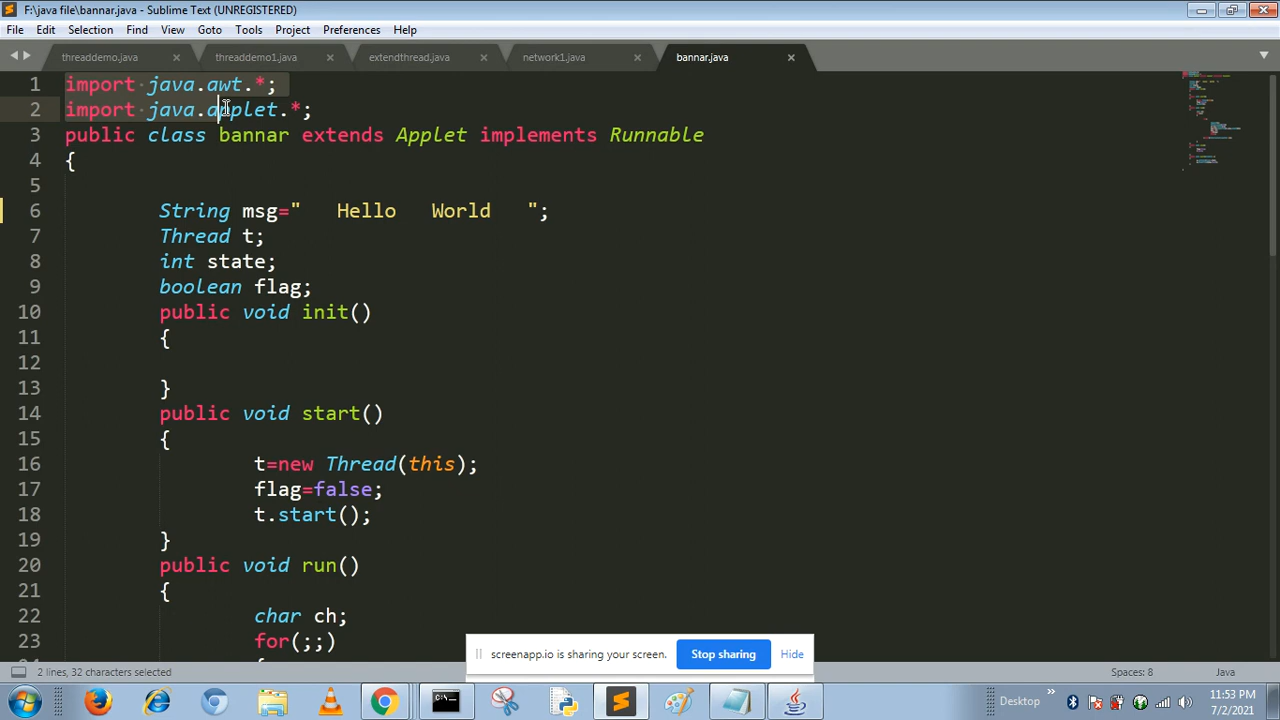 F:\java file\bannar.java - Sublime Text (UNREGISTERED)
File Edit Selection Find View Goto Tools Project Preferences Help
threaddemo.java threaddemo1.java extendthread.java network1.java bannar.java
1 import java.awt.*;
2 import java.applet.*;
3 public class bannar extends Applet implements Runnable
4 {
5
6 String msg="   Hello   World   ";
7 Thread t;
8 int state;
9 boolean flag;
10 public void init()
11 {
12
13 }
14 public void start()
15 {
16 t=new Thread(this);
17 flag=false;
18 t.start();
19 }
20 public void run()
21 {
22 char ch;
23 for(;;)
screenapp.io is sharing your screen. Stop sharing Hide
2 lines, 32 characters selected Spaces: 8 Java
Desktop 11:53 PM
7/2/2021